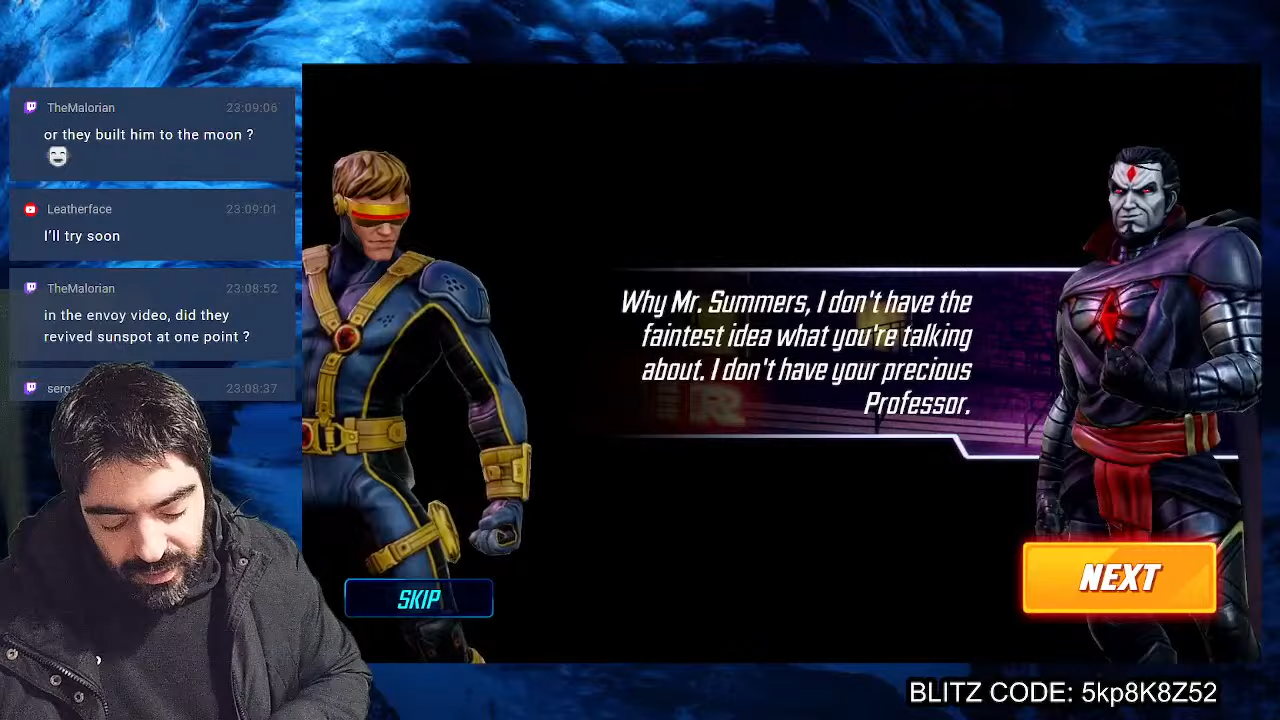 TheMalorian 23:09:06
or they built him to the moon ?
Leatherface 23:09:01
I'll try soon
TheMalorian 23:08:52
in the envoy video, did they
revived sunspot at one point ?
23:08:37
Why Mr. Summers, I don't have the
faintest idea what you're talking
about. I don't have your precious
Professor.
SKIP
NEXT
BLITZ CODE: 5kp8K8Z52